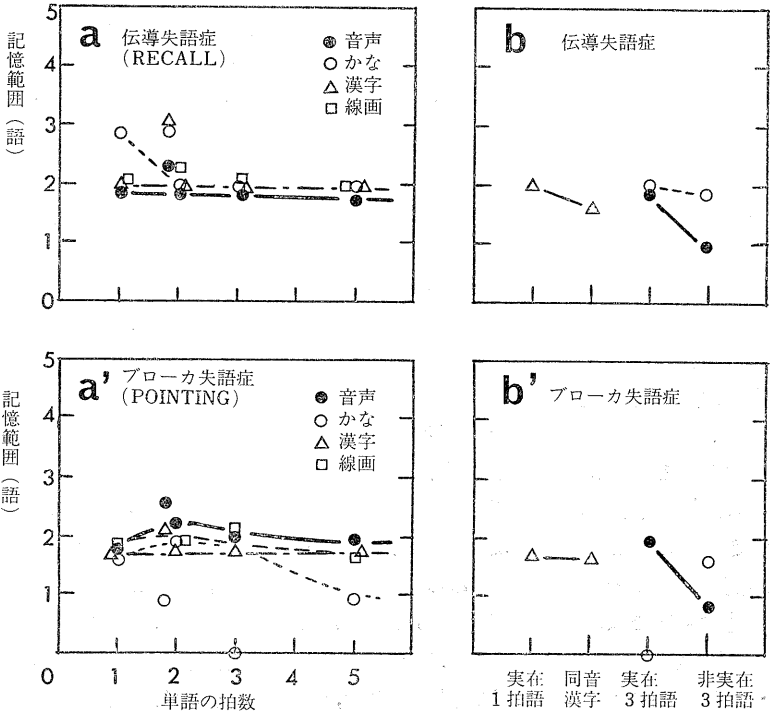 5
4
3
2
1
0
記憶範囲(語)
a 伝導失語症
(RECALL)
音声
かな
漢字
線画
b 伝導失語症
5
4
3
2
1
0
記憶範囲(語)
a' ブローカ失語症
(POINTING)
音声
かな
漢字
線画
1 2 3 4 5
単語の拍数
b' ブローカ失語症
実在 同音 実在 非実在
1拍語 漢字 3拍語 3拍語